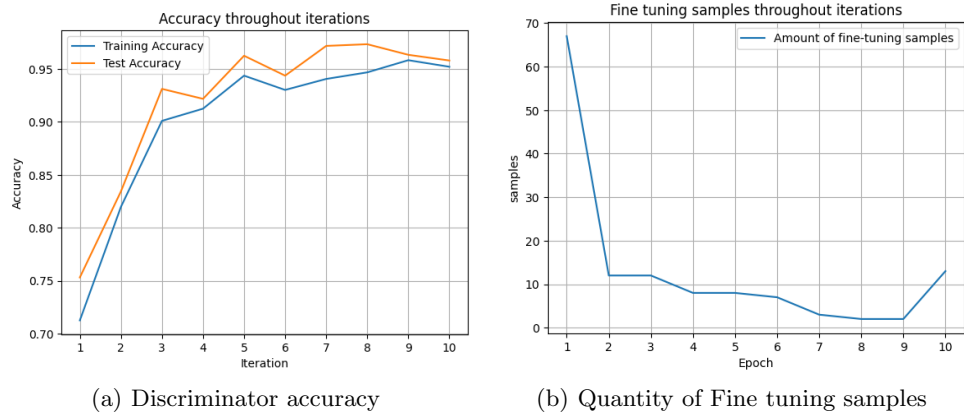 Accuracy throughout iterations
Training Accuracy
Test Accuracy
0.95
0.90
0.85
0.80
0.75
0.70
Accuracy
1 2 3 4 5 6 7 8 9 10
Iteration
(a) Discriminator accuracy
Fine tuning samples throughout iterations
Amount of fine-tuning samples
70
60
50
40
30
20
10
0
samples
1 2 3 4 5 6 7 8 9 10
Epoch
(b) Quantity of Fine tuning samples